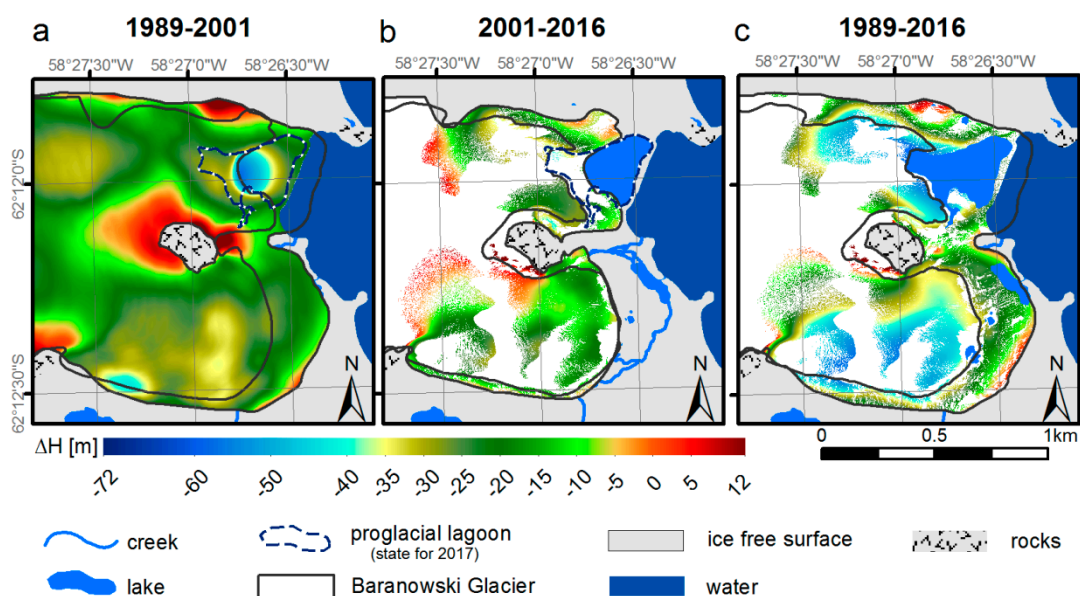 a 1989-2001 b 2001-2016 c 1989-2016
58°27'30"W 58°27'0"W 58°26'30"W 58°27'30"W 58°27'0"W 58°26'30"W 58°27'30"W 58°27'0"W 58°26'30"W
62°12'0"S
62°12'30"S
N N N
ΔH [m]
-72 -60 -50 -40 -35 -30 -25 -20 -15 -10 -5 0 5 12
0 0.5 1km
creek proglacial lagoon ice free surface rocks
(state for 2017)
lake Baranowski Glacier water